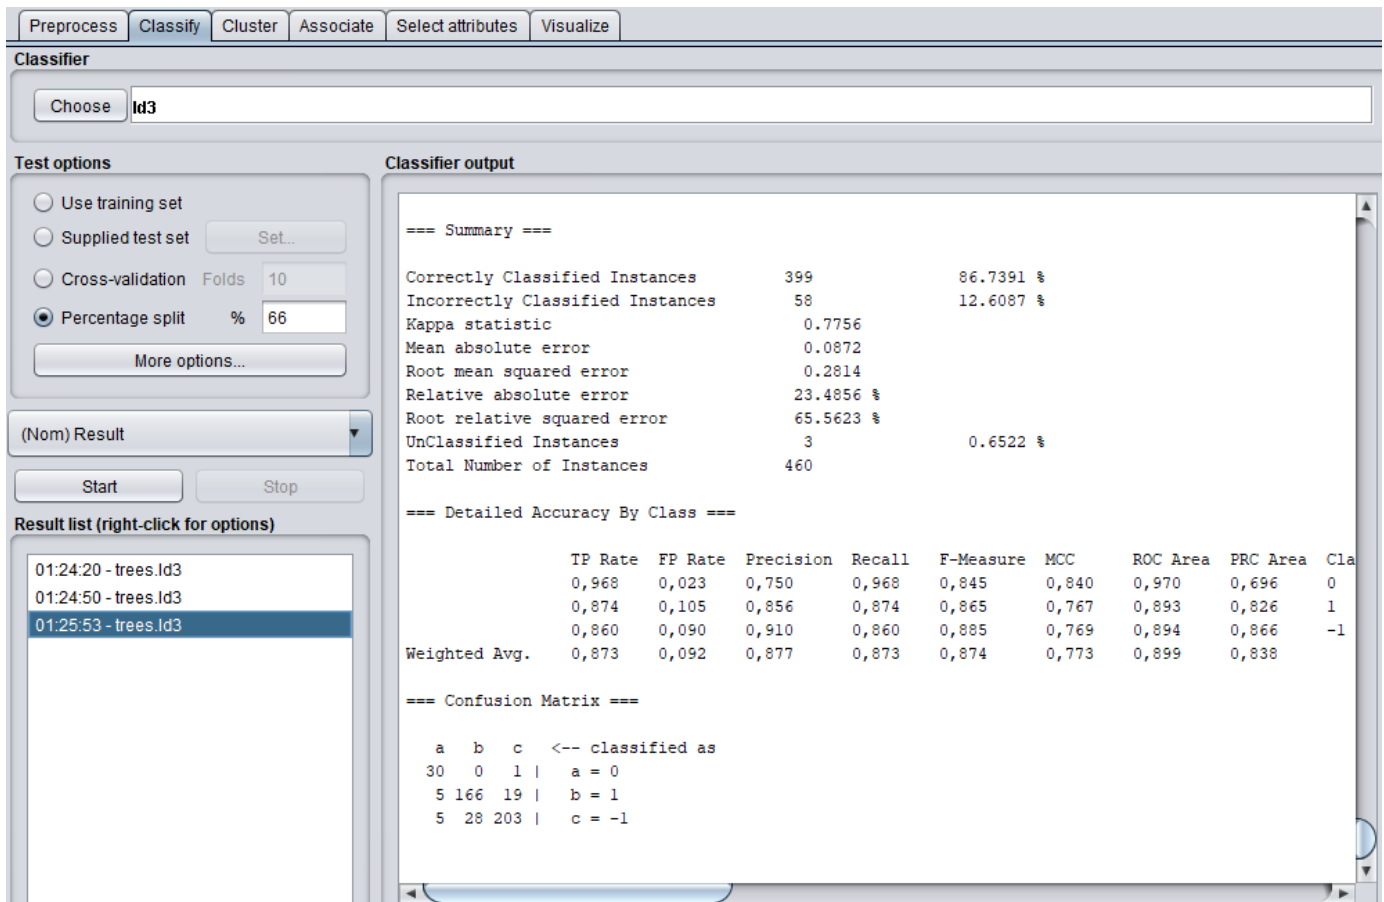 Preprocess Classify Cluster Associate Select attributes Visualize
Classifier
Choose Id3
Test options
Use training set
Supplied test set Set...
Cross-validation Folds 10
Percentage split % 66
More options...
(Nom) Result
Start Stop
Result list (right-click for options)
01:24:20 - trees.Id3
01:24:50 - trees.Id3
01:25:53 - trees.Id3
Classifier output
=== Summary ===
Correctly Classified Instances 399 86.7391 %
Incorrectly Classified Instances 58 12.6087 %
Kappa statistic 0.7756
Mean absolute error 0.0872
Root mean squared error 0.2814
Relative absolute error 23.4856 %
Root relative squared error 65.5623 %
UnClassified Instances 3 0.6522 %
Total Number of Instances 460
=== Detailed Accuracy By Class ===
TP Rate FP Rate Precision Recall F-Measure MCC ROC Area PRC Area Cla
0,968 0,023 0,750 0,968 0,845 0,840 0,970 0,696 0
0,874 0,105 0,856 0,874 0,865 0,767 0,893 0,826 1
0,860 0,090 0,910 0,860 0,885 0,769 0,894 0,866 -1
Weighted Avg. 0,873 0,092 0,877 0,873 0,874 0,773 0,899 0,838
=== Confusion Matrix ===
a b c <-- classified as
30 0 1 | a = 0
5 166 19 | b = 1
5 28 203 | c = -1